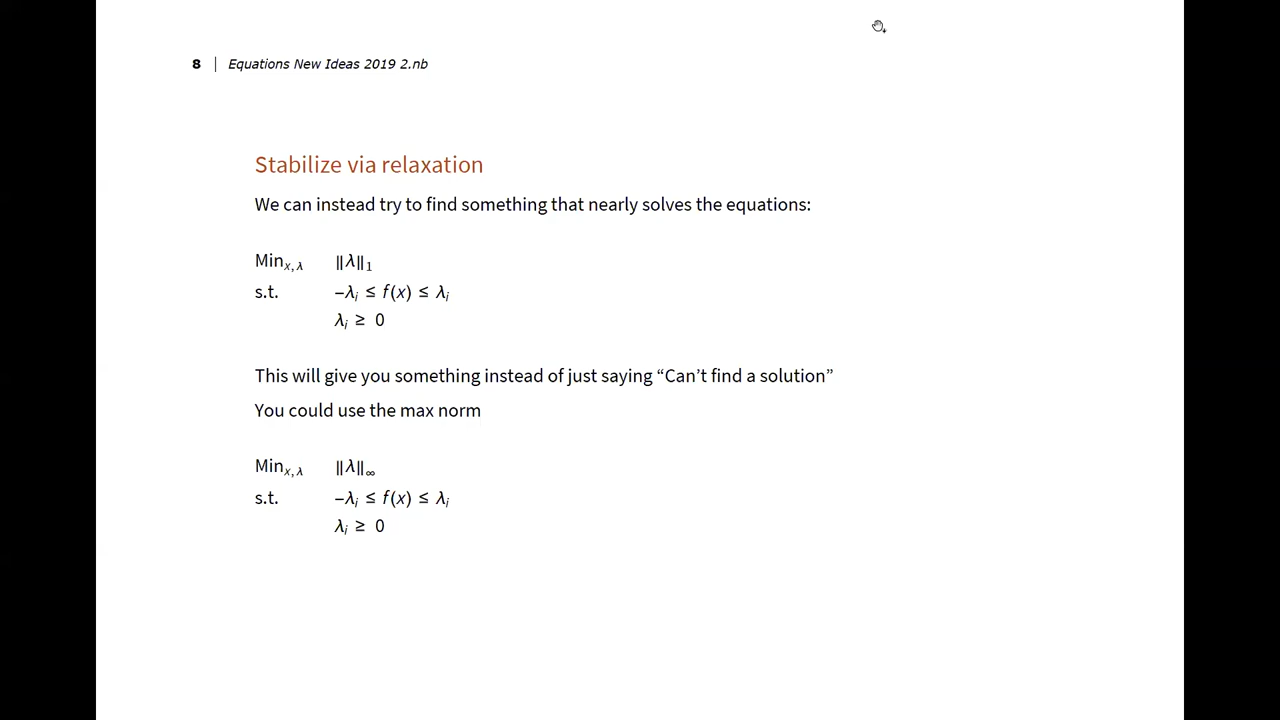 8 | Equations New Ideas 2019 2.nb
Stabilize via relaxation
We can instead try to find something that nearly solves the equations:
Min_{x, λ} ‖λ‖₁
s.t. −λᵢ ≤ f(x) ≤ λᵢ
λᵢ ≥ 0
This will give you something instead of just saying “Can’t find a solution”
You could use the max norm
Min_{x, λ} ‖λ‖_∞
s.t. −λᵢ ≤ f(x) ≤ λᵢ
λᵢ ≥ 0